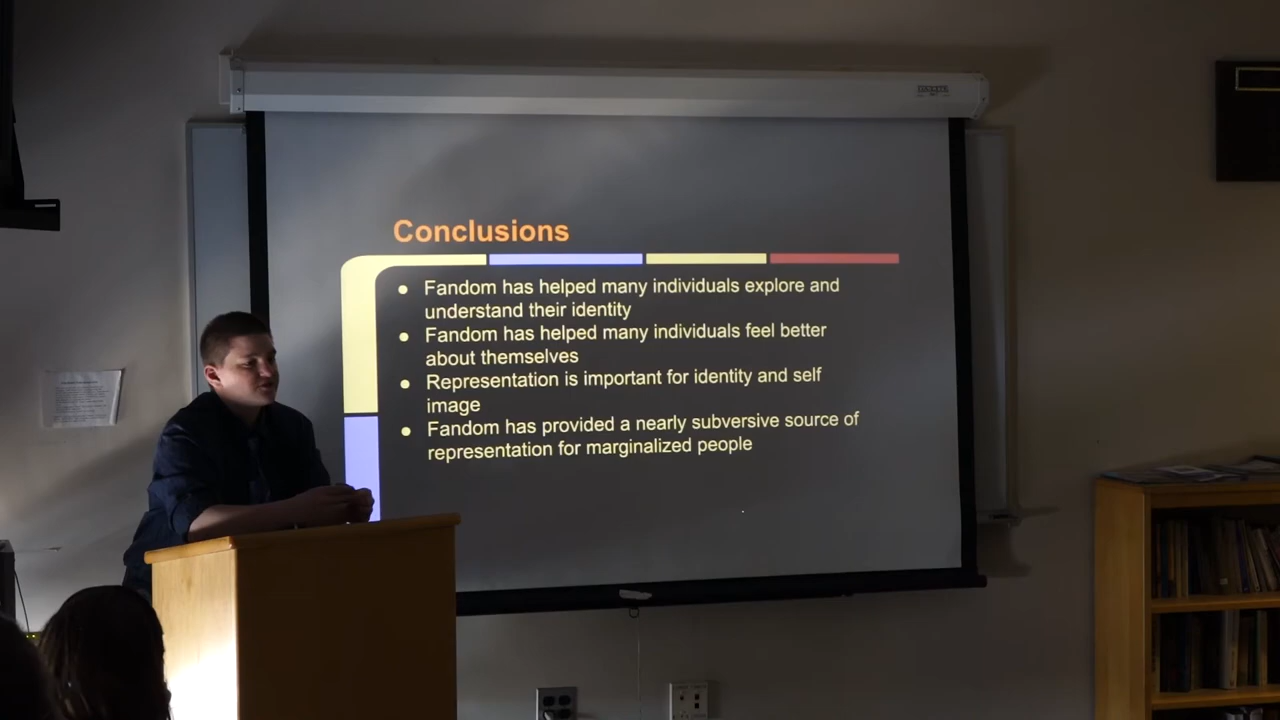 Conclusions
Fandom has helped many individuals explore and
understand their identity
Fandom has helped many individuals feel better
about themselves
Representation is important for identity and self
image
Fandom has provided a nearly subversive source of
representation for marginalized people